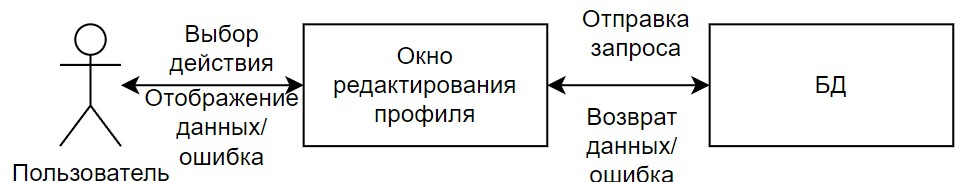 Выбор
действия
Отображение
данных/
ошибка
Пользователь
Окно
редактирования
профиля
Отправка
запроса
Возврат
данных/
ошибка
БД